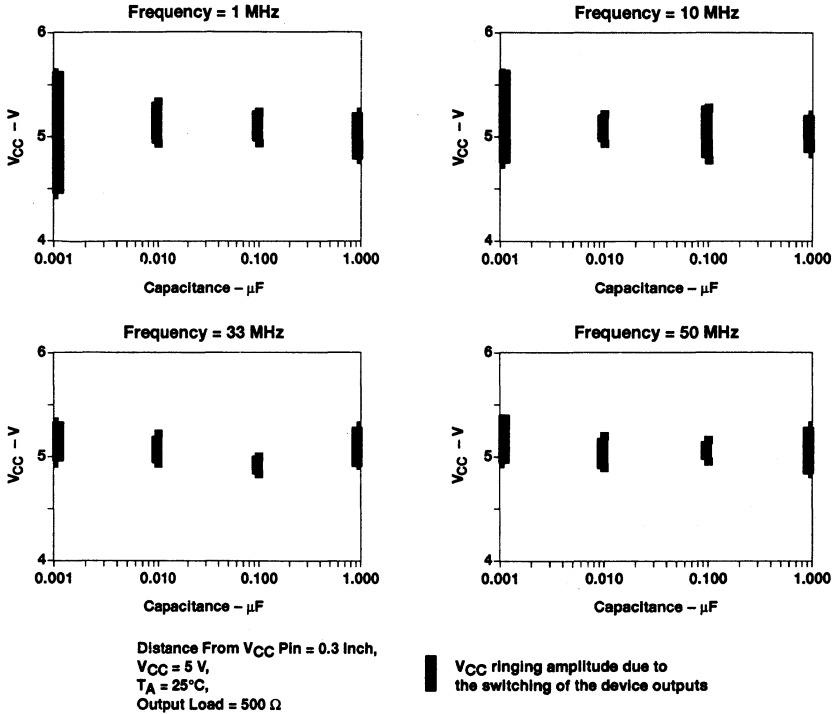 Frequency = 1 MHz
6
5
4
VCC – V
0.001 0.010 0.100 1.000
Capacitance – µF
Frequency = 10 MHz
6
5
4
VCC – V
0.001 0.010 0.100 1.000
Capacitance – µF
Frequency = 33 MHz
6
5
4
VCC – V
0.001 0.010 0.100 1.000
Capacitance – µF
Frequency = 50 MHz
6
5
4
VCC – V
0.001 0.010 0.100 1.000
Capacitance – µF
Distance From VCC Pin = 0.3 Inch,
VCC = 5 V,
TA = 25°C,
Output Load = 500 Ω
VCC ringing amplitude due to
the switching of the device outputs